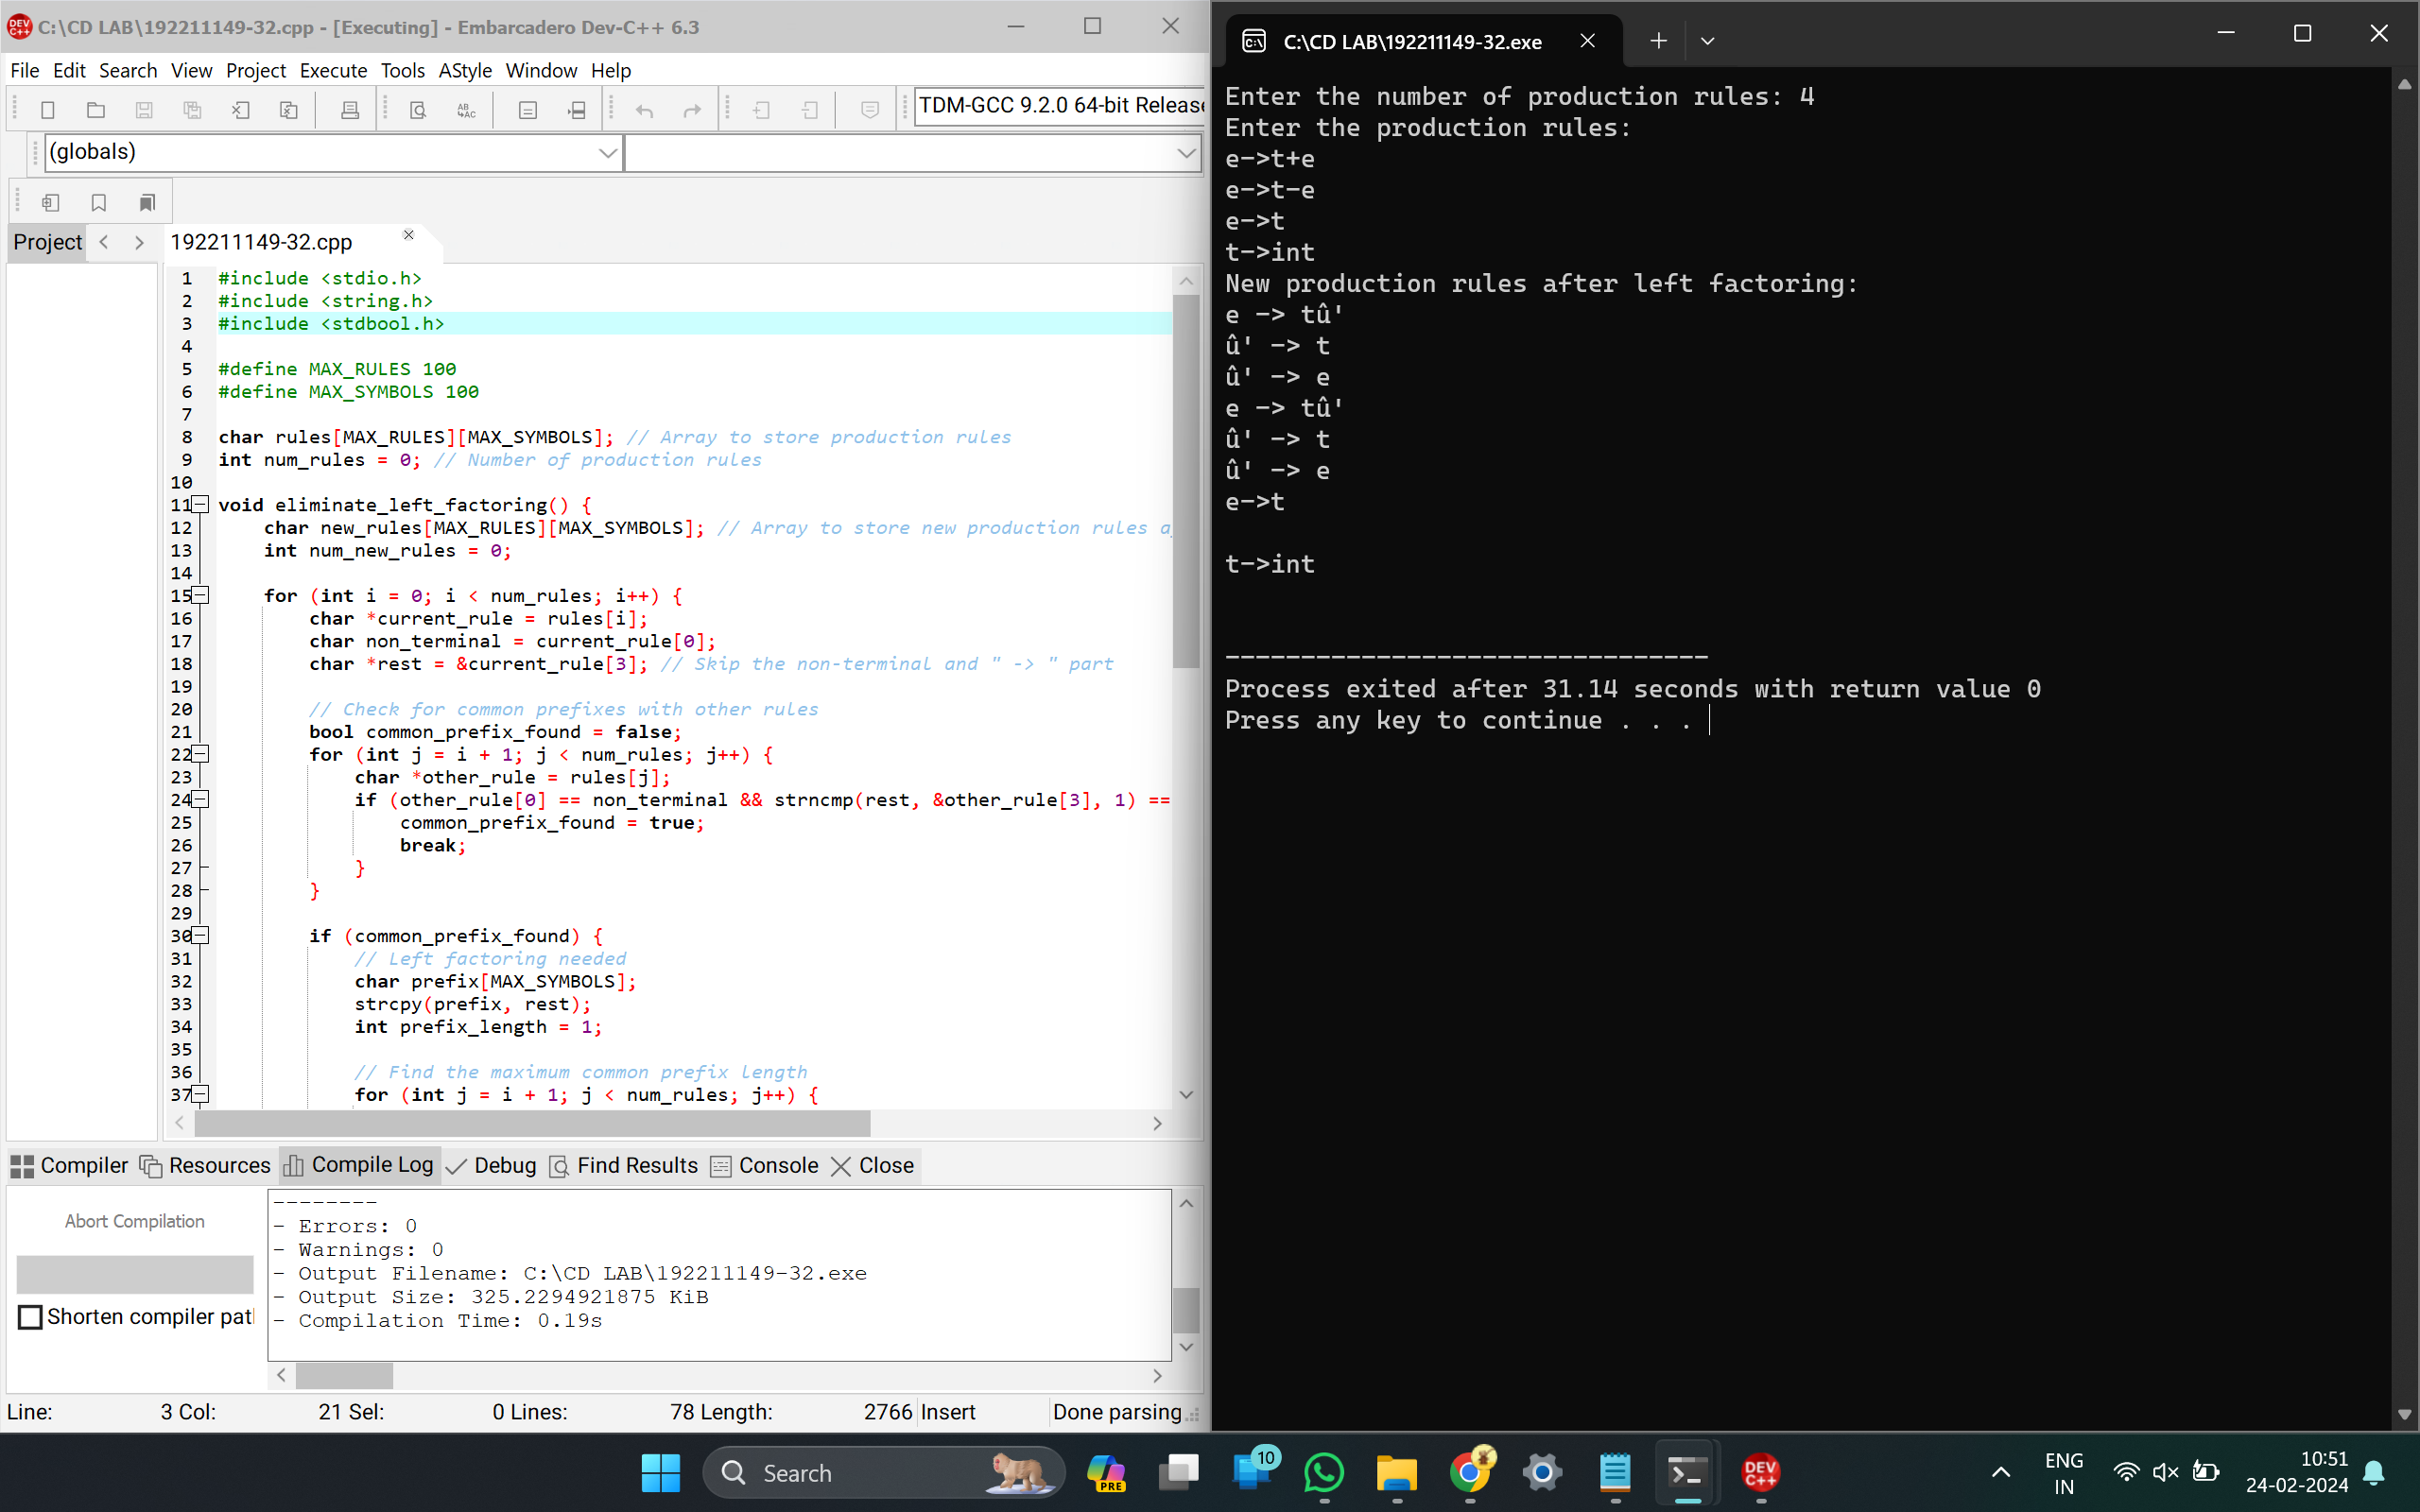 C:\CD LAB\192211149-32.cpp - [Executing] - Embarcadero Dev-C++ 6.3
File Edit Search View Project Execute Tools AStyle Window Help
TDM-GCC 9.2.0 64-bit Release
(globals)
Project
192211149-32.cpp
1 #include <stdio.h>
2 #include <string.h>
3 #include <stdbool.h>
4
5 #define MAX_RULES 100
6 #define MAX_SYMBOLS 100
7
8 char rules[MAX_RULES][MAX_SYMBOLS]; // Array to store production rules
9 int num_rules = 0; // Number of production rules
10
11 void eliminate_left_factoring() {
12 char new_rules[MAX_RULES][MAX_SYMBOLS]; // Array to store new production rules a
13 int num_new_rules = 0;
14
15 for (int i = 0; i < num_rules; i++) {
16 char *current_rule = rules[i];
17 char non_terminal = current_rule[0];
18 char *rest = &current_rule[3]; // Skip the non-terminal and " -> " part
19
20 // Check for common prefixes with other rules
21 bool common_prefix_found = false;
22 for (int j = i + 1; j < num_rules; j++) {
23 char *other_rule = rules[j];
24 if (other_rule[0] == non_terminal && strncmp(rest, &other_rule[3], 1) ==
25 common_prefix_found = true;
26 break;
27 }
28 }
29
30 if (common_prefix_found) {
31 // Left factoring needed
32 char prefix[MAX_SYMBOLS];
33 strcpy(prefix, rest);
34 int prefix_length = 1;
35
36 // Find the maximum common prefix length
37 for (int j = i + 1; j < num_rules; j++) {
Compiler Resources Compile Log Debug Find Results Console Close
Abort Compilation
Shorten compiler pat
--------
- Errors: 0
- Warnings: 0
- Output Filename: C:\CD LAB\192211149-32.exe
- Output Size: 325.2294921875 KiB
- Compilation Time: 0.19s
Line: 3 Col: 21 Sel: 0 Lines: 78 Length: 2766 Insert Done parsing
C:\CD LAB\192211149-32.exe
Enter the number of production rules: 4
Enter the production rules:
e->t+e
e->t-e
e->t
t->int
New production rules after left factoring:
e -> tû'
û' -> t
û' -> e
e -> tû'
û' -> t
û' -> e
e->t
t->int
--------------------------------
Process exited after 31.14 seconds with return value 0
Press any key to continue . . .
Search
PRE
10
DEV C++
ENG
IN
10:51
24-02-2024